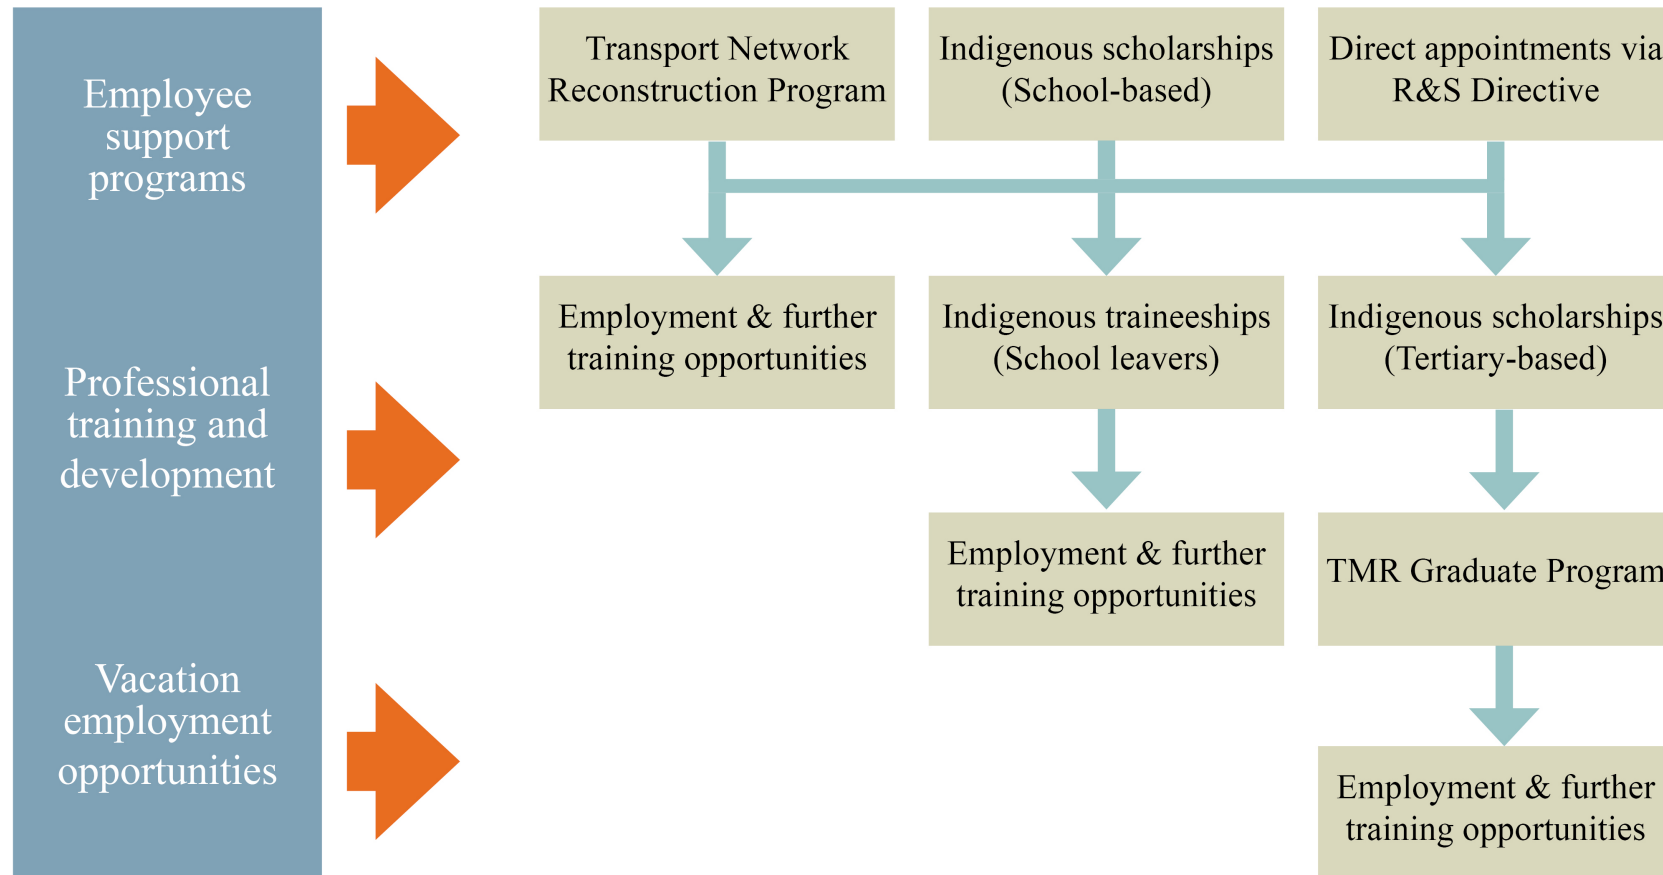 Employee
support
programs
Professional
training and
development
Vacation
employment
opportunities
Transport Network
Reconstruction Program
Indigenous scholarships
(School-based)
Direct appointments via
R&S Directive
Employment & further
training opportunities
Indigenous traineeships
(School leavers)
Indigenous scholarships
(Tertiary-based)
Employment & further
training opportunities
TMR Graduate Program
Employment & further
training opportunities